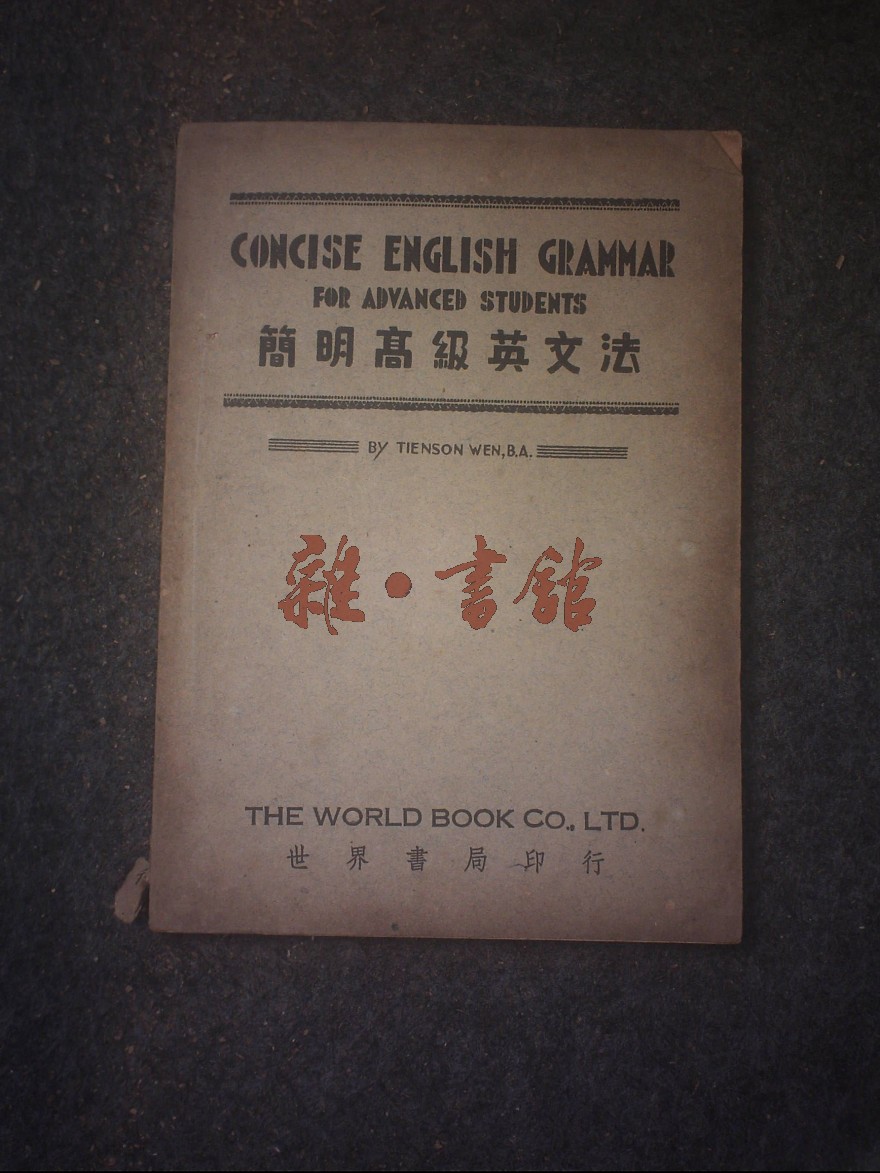 CONCISE ENGLISH GRAMMAR
FOR ADVANCED STUDENTS
簡明高級英文法
BY TIENSON WEN, B.A.
雜・書館
THE WORLD BOOK CO., LTD.
世界書局印行